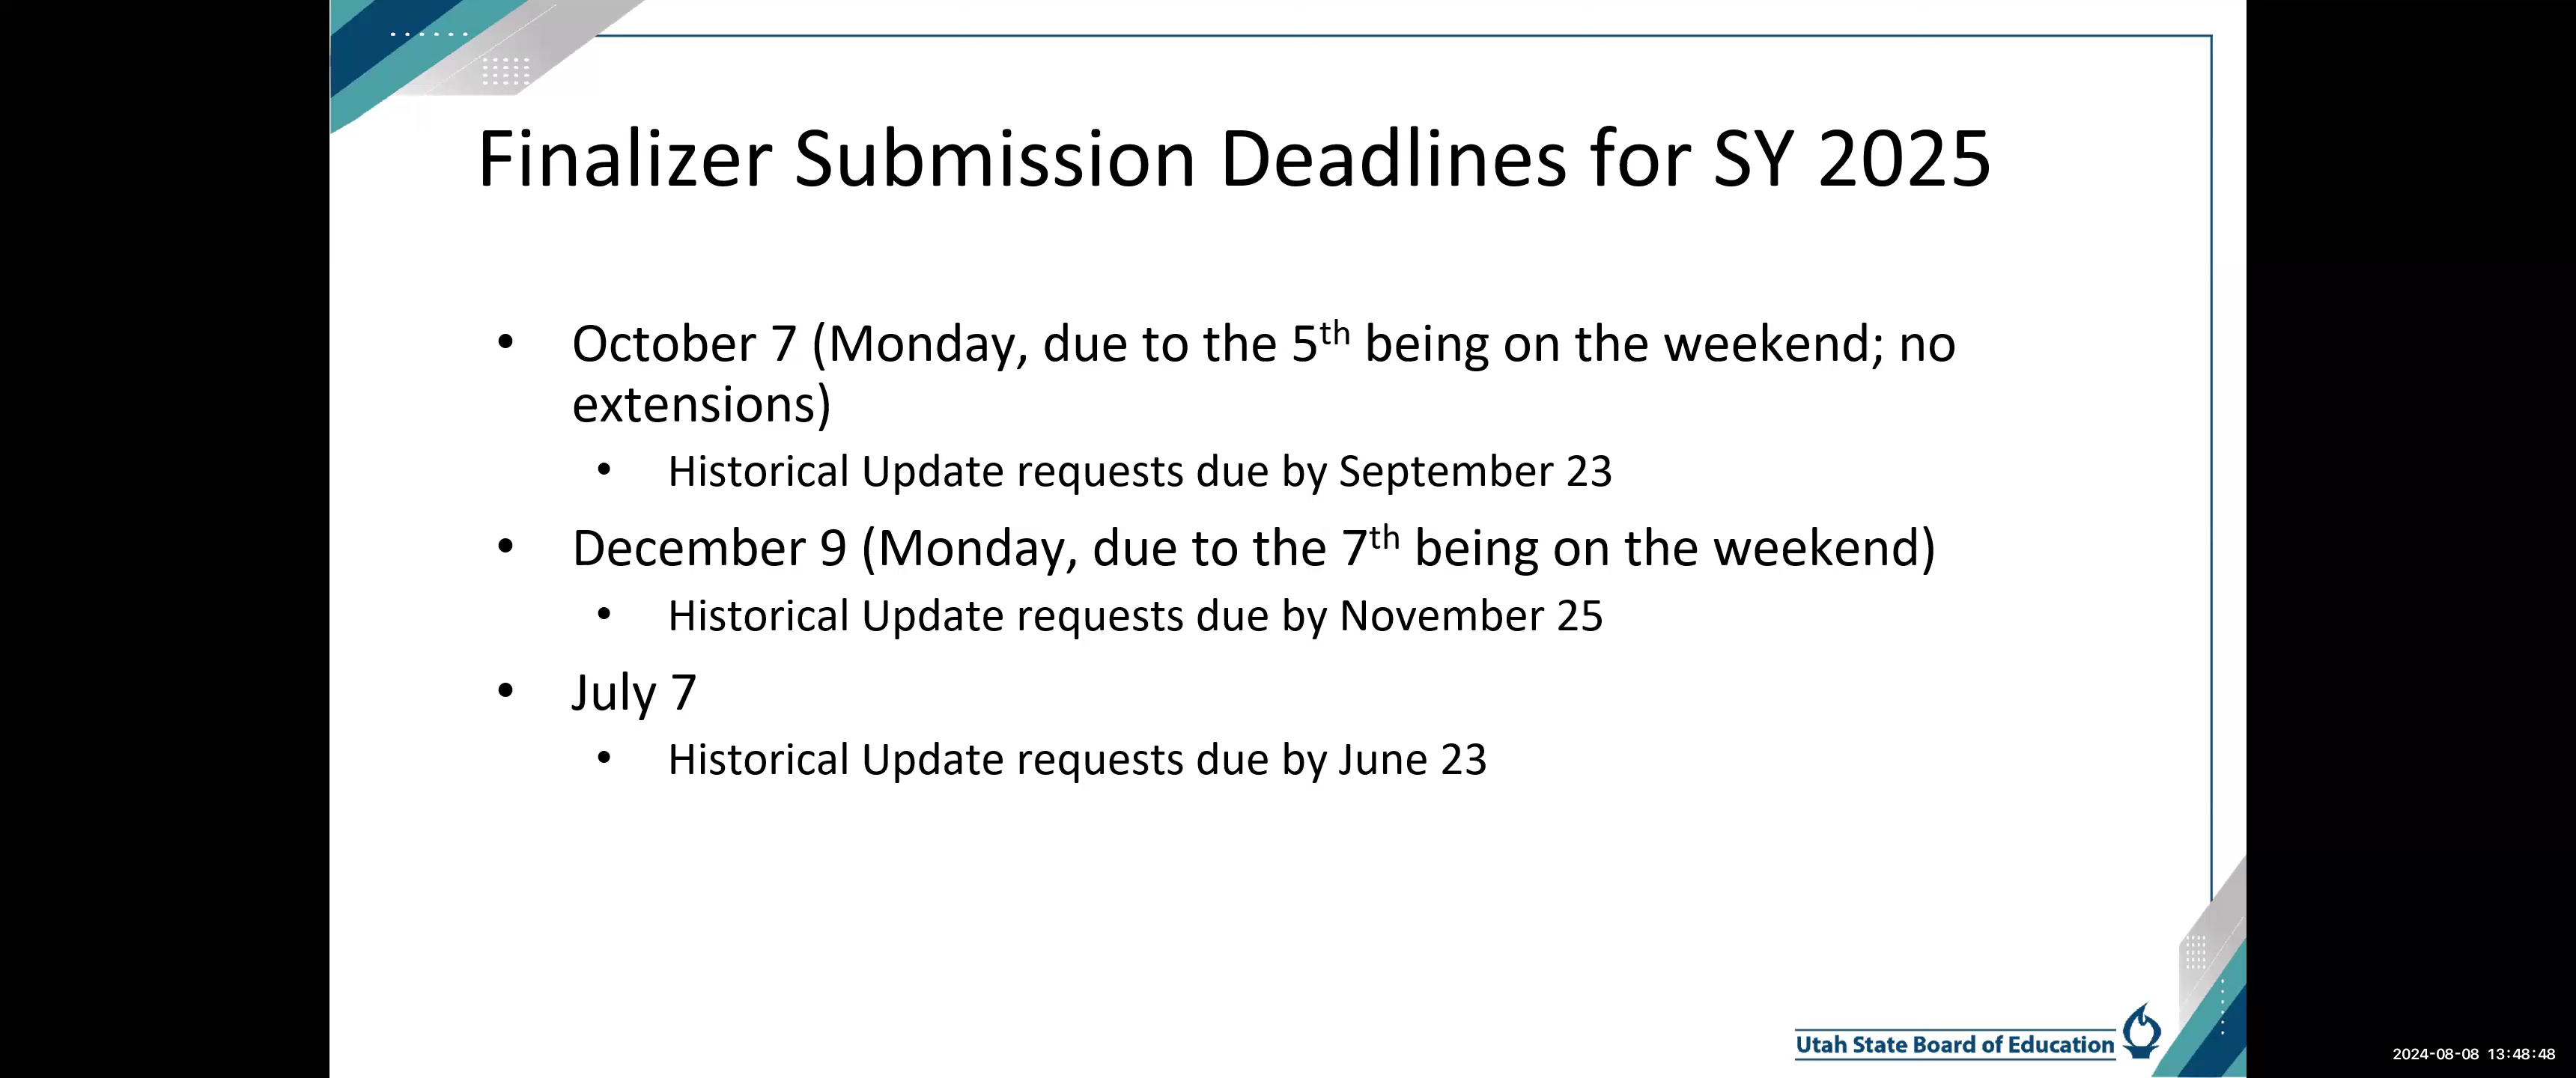 Finalizer Submission Deadlines for SY 2025
• October 7 (Monday, due to the 5th being on the weekend; no
extensions)
• Historical Update requests due by September 23
• December 9 (Monday, due to the 7th being on the weekend)
• Historical Update requests due by November 25
• July 7
• Historical Update requests due by June 23
Utah State Board of Education
2024-08-08 13:48:48